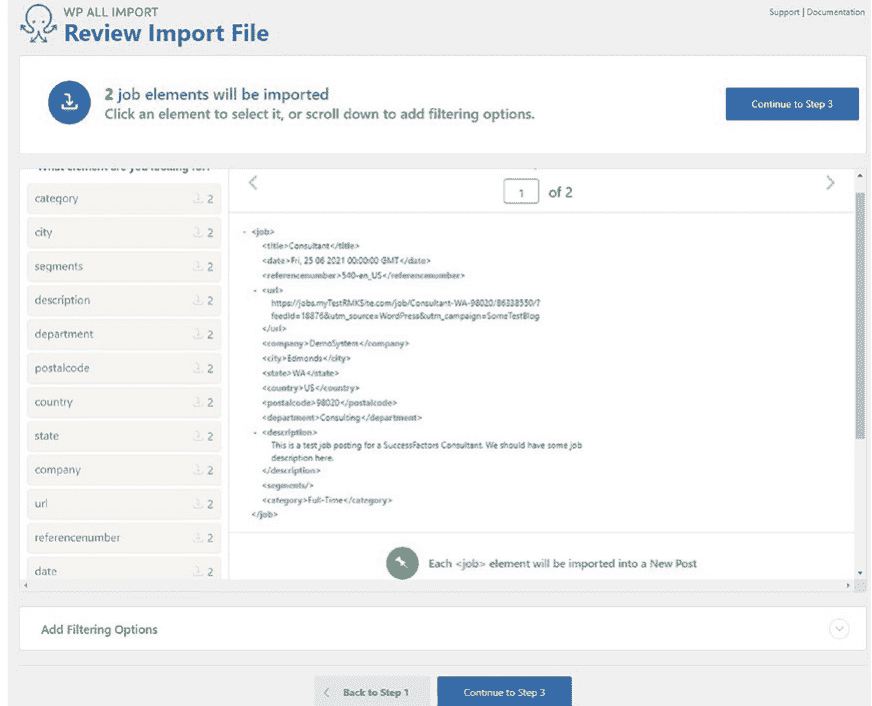 WP ALL IMPORT
Review Import File
Support | Documentation
2 job elements will be imported
Click an element to select it, or scroll down to add filtering options.
Continue to Step 3
What element are you looking for?
category 2
city 2
segments 2
description 2
department 2
postalcode 2
country 2
state 2
company 2
url 2
referencenumber 2
date 2
1 of 2
- <job>
<title>Consultant</title>
<date>Fri, 25 06 2021 00:00:00 GMT</date>
<referencenumber>540-en_US</referencenumber>
- <url>
https://jobs.myTestRMKSite.com/job/Consultant-WA-98020/86338550/?
feedId=18876&utm_source=WordPress&utm_campaign=SomeTestBlog
</url>
<company>DemoSystem</company>
<city>Edmonds</city>
<state>WA</state>
<country>US</country>
<postalcode>98020</postalcode>
<department>Consulting</department>
- <description>
This is a test job posting for a SuccessFactors Consultant. We should have some job
description here.
</description>
<segments/>
<category>Full-Time</category>
</job>
Each <job> element will be imported into a New Post
Add Filtering Options
Back to Step 1
Continue to Step 3